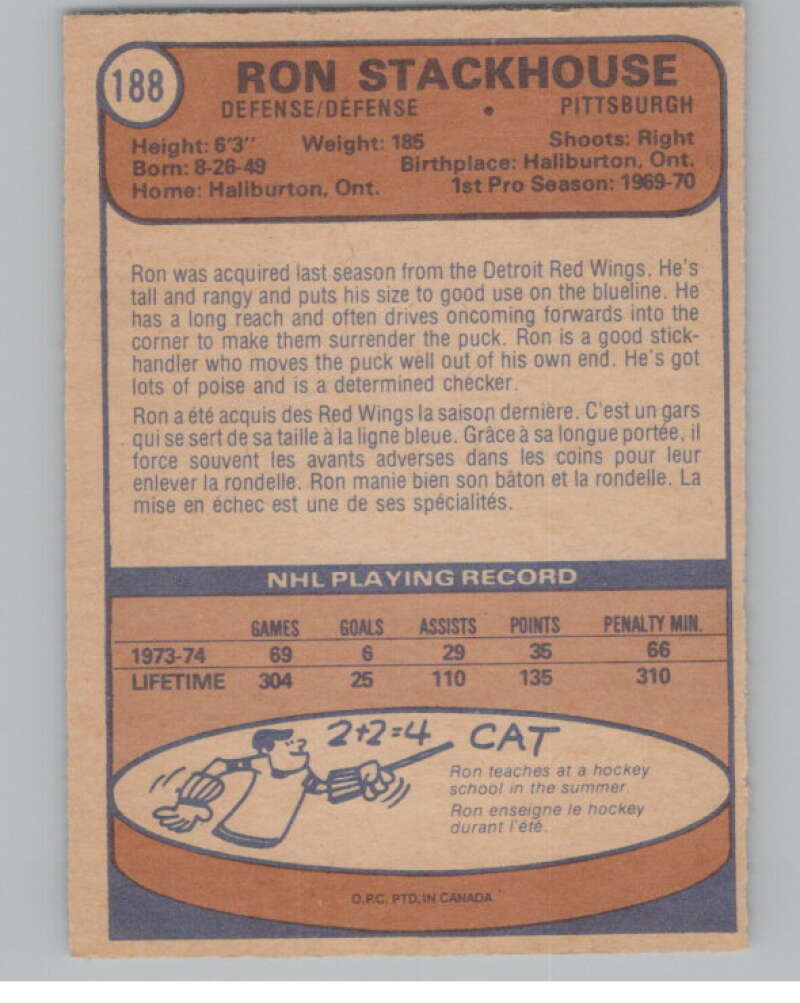 188
RON STACKHOUSE
DEFENSE/DÉFENSE • PITTSBURGH
Height: 6'3" Weight: 185 Shoots: Right
Born: 8-26-49 Birthplace: Haliburton, Ont.
Home: Haliburton, Ont. 1st Pro Season: 1969-70
Ron was acquired last season from the Detroit Red Wings. He's
tall and rangy and puts his size to good use on the blueline. He
has a long reach and often drives oncoming forwards into the
corner to make them surrender the puck. Ron is a good stick-
handler who moves the puck well out of his own end. He's got
lots of poise and is a determined checker.
Ron a été acquis des Red Wings la saison dernière. C'est un gars
qui se sert de sa taille à la ligne bleue. Grâce à sa longue portée, il
force souvent les avants adverses dans les coins pour leur
enlever la rondelle. Ron manie bien son bâton et la rondelle. La
mise en échec est une de ses spécialités.
NHL PLAYING RECORD
GAMES GOALS ASSISTS POINTS PENALTY MIN.
1973-74 69 6 29 35 66
LIFETIME 304 25 110 135 310
2+2=4 CAT
Ron teaches at a hockey
school in the summer.
Ron enseigne le hockey
durant l'été.
O.P.C. PTD. IN CANADA